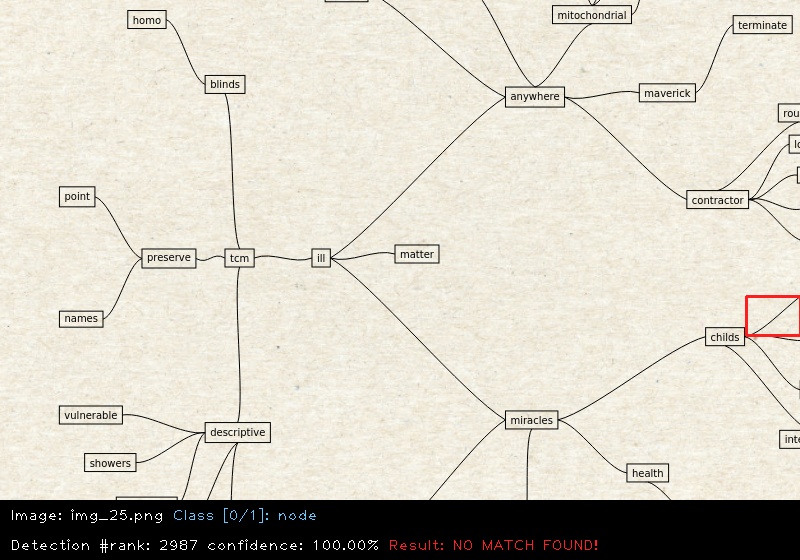 homo
mitochondrial
terminate
blinds
anywhere
maverick
rou
lo
point
contractor
preserve
tcm
ill
matter
names
childs
vulnerable
miracles
descriptive
inte
showers
health
Image: img_25.png Class [0/1]: node
Detection #rank: 2987 confidence: 100.00% Result: NO MATCH FOUND!